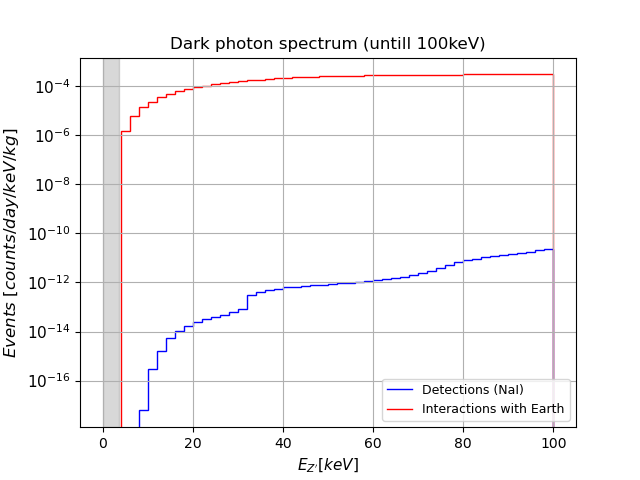 Dark photon spectrum (untill 100keV)
Events [counts/day/keV/kg]
10⁻⁴
10⁻⁶
10⁻⁸
10⁻¹⁰
10⁻¹²
10⁻¹⁴
10⁻¹⁶
Detections (NaI)
Interactions with Earth
0 20 40 60 80 100
E_{Z'}[keV]